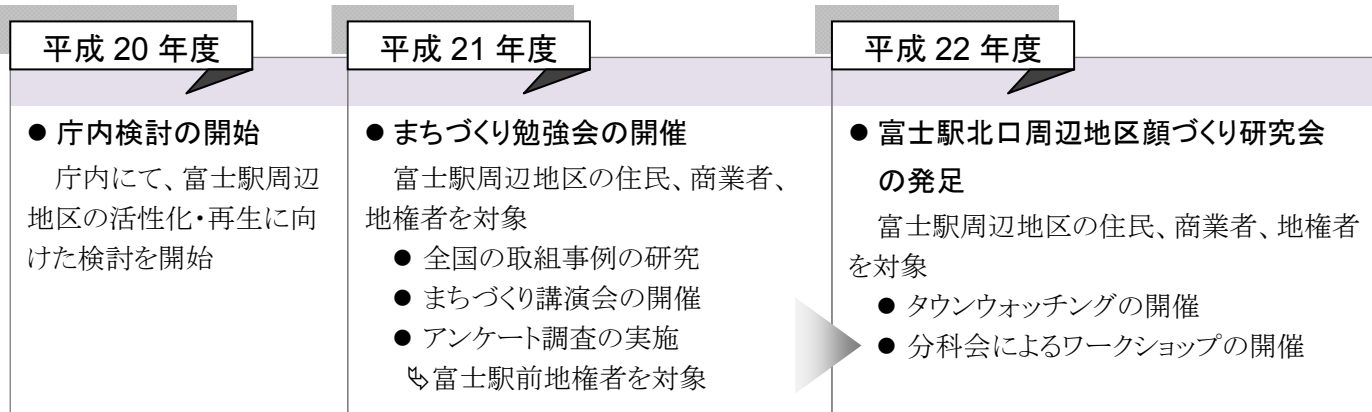 平成 20 年度
● 庁内検討の開始
庁内にて、富士駅周辺
地区の活性化・再生に向
けた検討を開始
平成 21 年度
● まちづくり勉強会の開催
富士駅周辺地区の住民、商業者、
地権者を対象
● 全国の取組事例の研究
● まちづくり講演会の開催
● アンケート調査の実施
↳富士駅前地権者を対象
平成 22 年度
● 富士駅北口周辺地区顔づくり研究会
の発足
富士駅周辺地区の住民、商業者、地権者
を対象
● タウンウォッチングの開催
● 分科会によるワークショップの開催